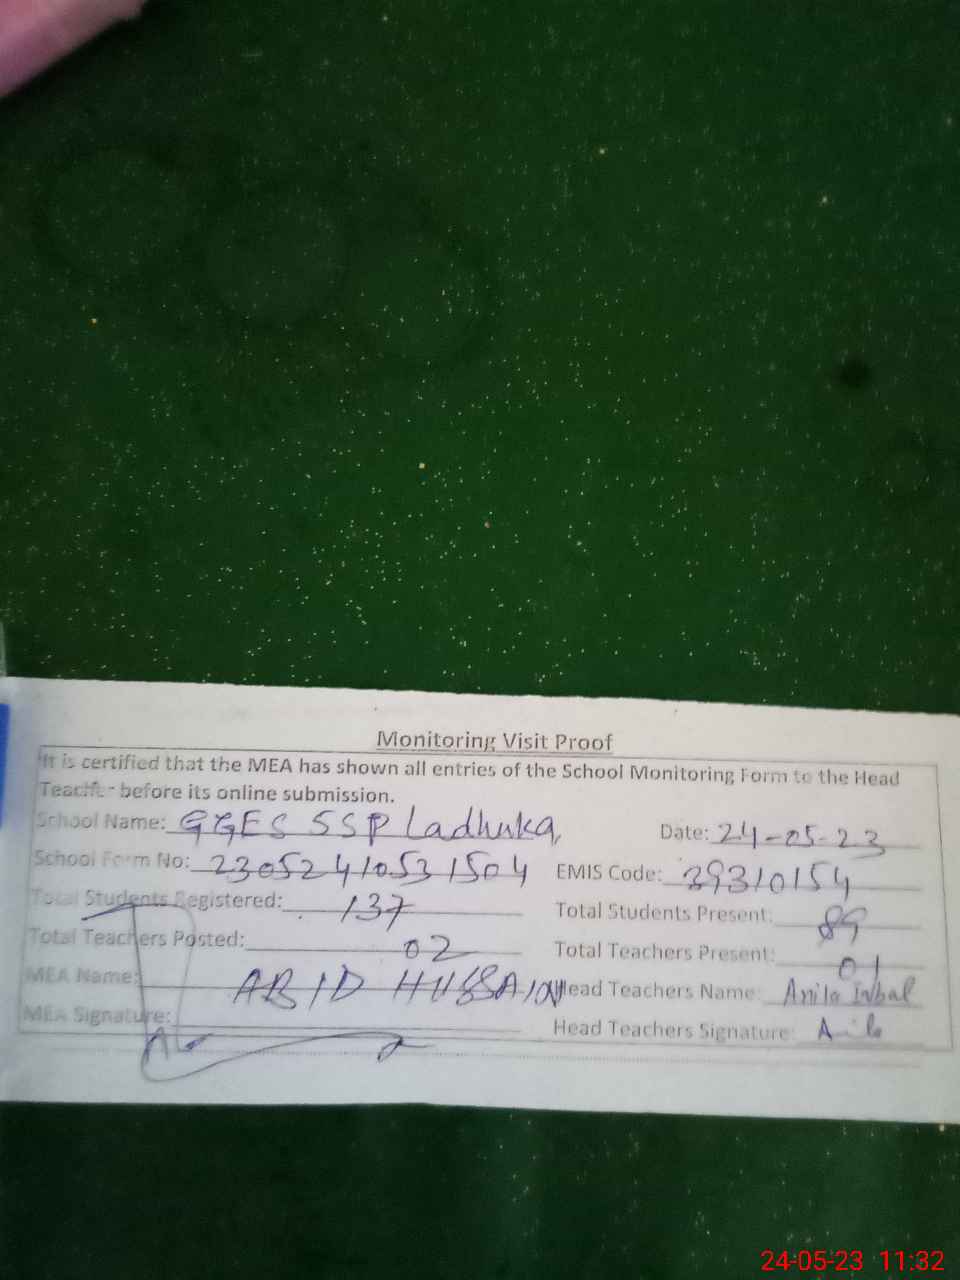 Monitoring Visit Proof
It is certified that the MEA has shown all entries of the School Monitoring Form to the Head
Teacher before its online submission.
School Name: GGES SSP Ladhuka, Date: 24-05-23
School Form No: 23052410531504 EMIS Code: 39310154
Total Students Registered: 137 Total Students Present: 89
Total Teachers Posted: 02 Total Teachers Present: 01
MEA Name: ABID HUSSAIN Head Teachers Name: Anila Iqbal
MEA Signature: Head Teachers Signature: Anila
24-05-23 11:32